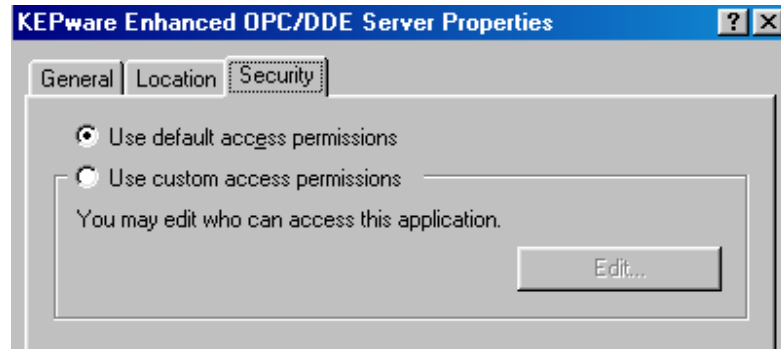 KEPware Enhanced OPC/DDE Server Properties
General Location Security
Use default access permissions
Use custom access permissions
You may edit who can access this application.
Edit...